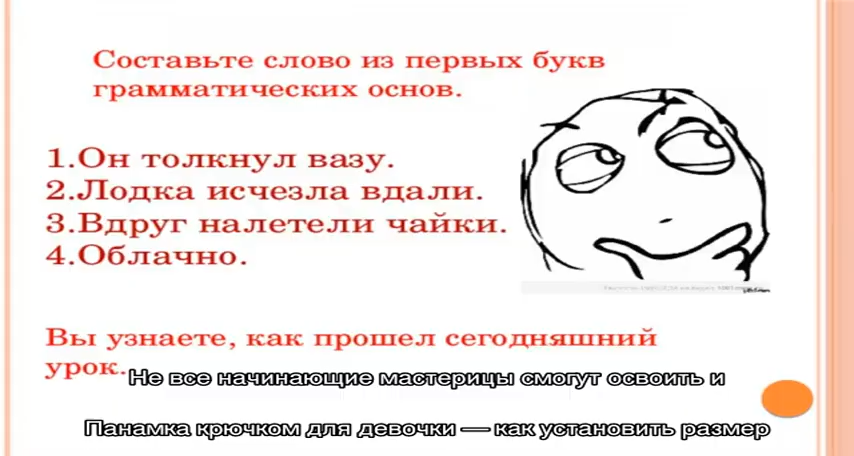 Составьте слово из первых букв
грамматических основ.
1.Он толкнул вазу.
2.Лодка исчезла вдали.
3.Вдруг налетели чайки.
4.Облачно.
Вы узнаете, как прошел сегодняшний
урок.
Не все начинающие мастерицы смогут освоить и
Панамка крючком для девочки — как установить размер